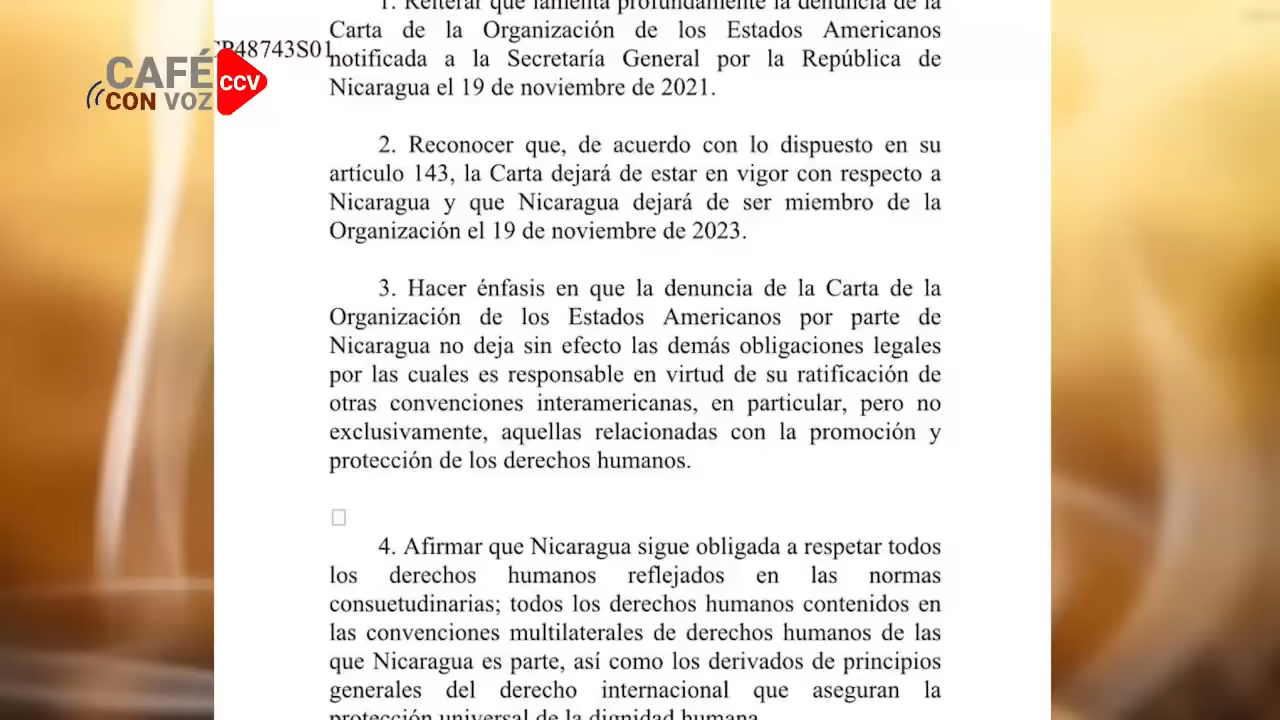 1. Reiterar que lamenta profundamente la denuncia de la
Carta de la Organización de los Estados Americanos
CP48743S01
notificada a la Secretaría General por la República de
Nicaragua el 19 de noviembre de 2021.
CAFÉ
CON VOZ
CCV
2. Reconocer que, de acuerdo con lo dispuesto en su
artículo 143, la Carta dejará de estar en vigor con respecto a
Nicaragua y que Nicaragua dejará de ser miembro de la
Organización el 19 de noviembre de 2023.
3. Hacer énfasis en que la denuncia de la Carta de la
Organización de los Estados Americanos por parte de
Nicaragua no deja sin efecto las demás obligaciones legales
por las cuales es responsable en virtud de su ratificación de
otras convenciones interamericanas, en particular, pero no
exclusivamente, aquellas relacionadas con la promoción y
protección de los derechos humanos.
4. Afirmar que Nicaragua sigue obligada a respetar todos
los derechos humanos reflejados en las normas
consuetudinarias; todos los derechos humanos contenidos en
las convenciones multilaterales de derechos humanos de las
que Nicaragua es parte, así como los derivados de principios
generales del derecho internacional que aseguran la
protección universal de la dignidad humana.